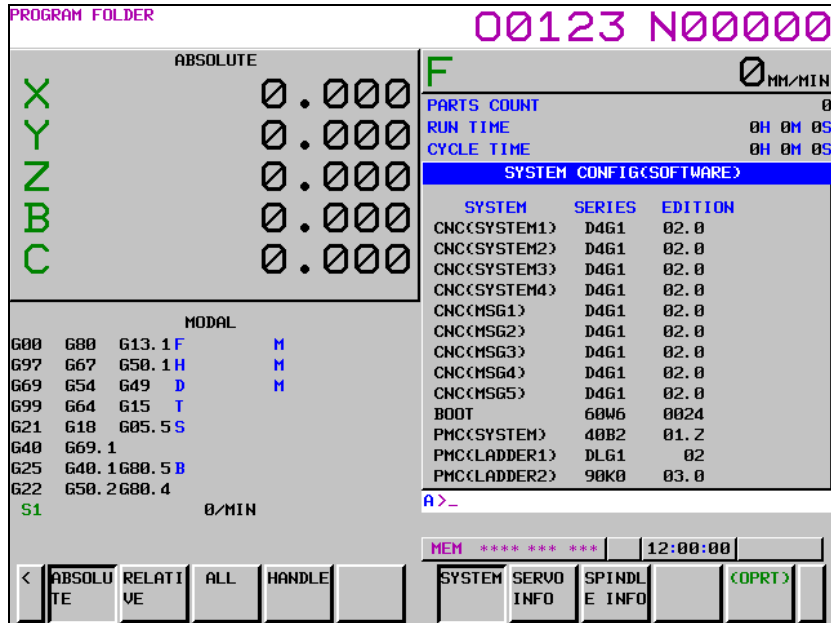 PROGRAM FOLDER
O0123 N00000
ABSOLUTE
X 0.000
Y 0.000
Z 0.000
B 0.000
C 0.000
F 0 MM/MIN
PARTS COUNT 0
RUN TIME 0H 0M 0S
CYCLE TIME 0H 0M 0S
SYSTEM CONFIG(SOFTWARE)
SYSTEM SERIES EDITION
CNC(SYSTEM1) D4G1 02.0
CNC(SYSTEM2) D4G1 02.0
CNC(SYSTEM3) D4G1 02.0
CNC(SYSTEM4) D4G1 02.0
CNC(MSG1) D4G1 02.0
CNC(MSG2) D4G1 02.0
CNC(MSG3) D4G1 02.0
CNC(MSG4) D4G1 02.0
CNC(MSG5) D4G1 02.0
BOOT 60W6 0024
PMC(SYSTEM) 40B2 01.Z
PMC(LADDER1) DLG1 02
PMC(LADDER2) 90K0 03.0
MODAL
G00 G80 G13.1 F M
G97 G67 G50.1 H M
G69 G54 G49 D M
G99 G64 G15 T
G21 G18 G05.5 S
G40 G69.1
G25 G40.1 G80.5 B
G22 G50.2 G80.4
S1 0/MIN
A>_
MEM **** *** *** 12:00:00
< ABSOLU
TE
RELATI
VE
ALL
HANDLE
SYSTEM
SERVO
INFO
SPINDL
E INFO
(OPRT)